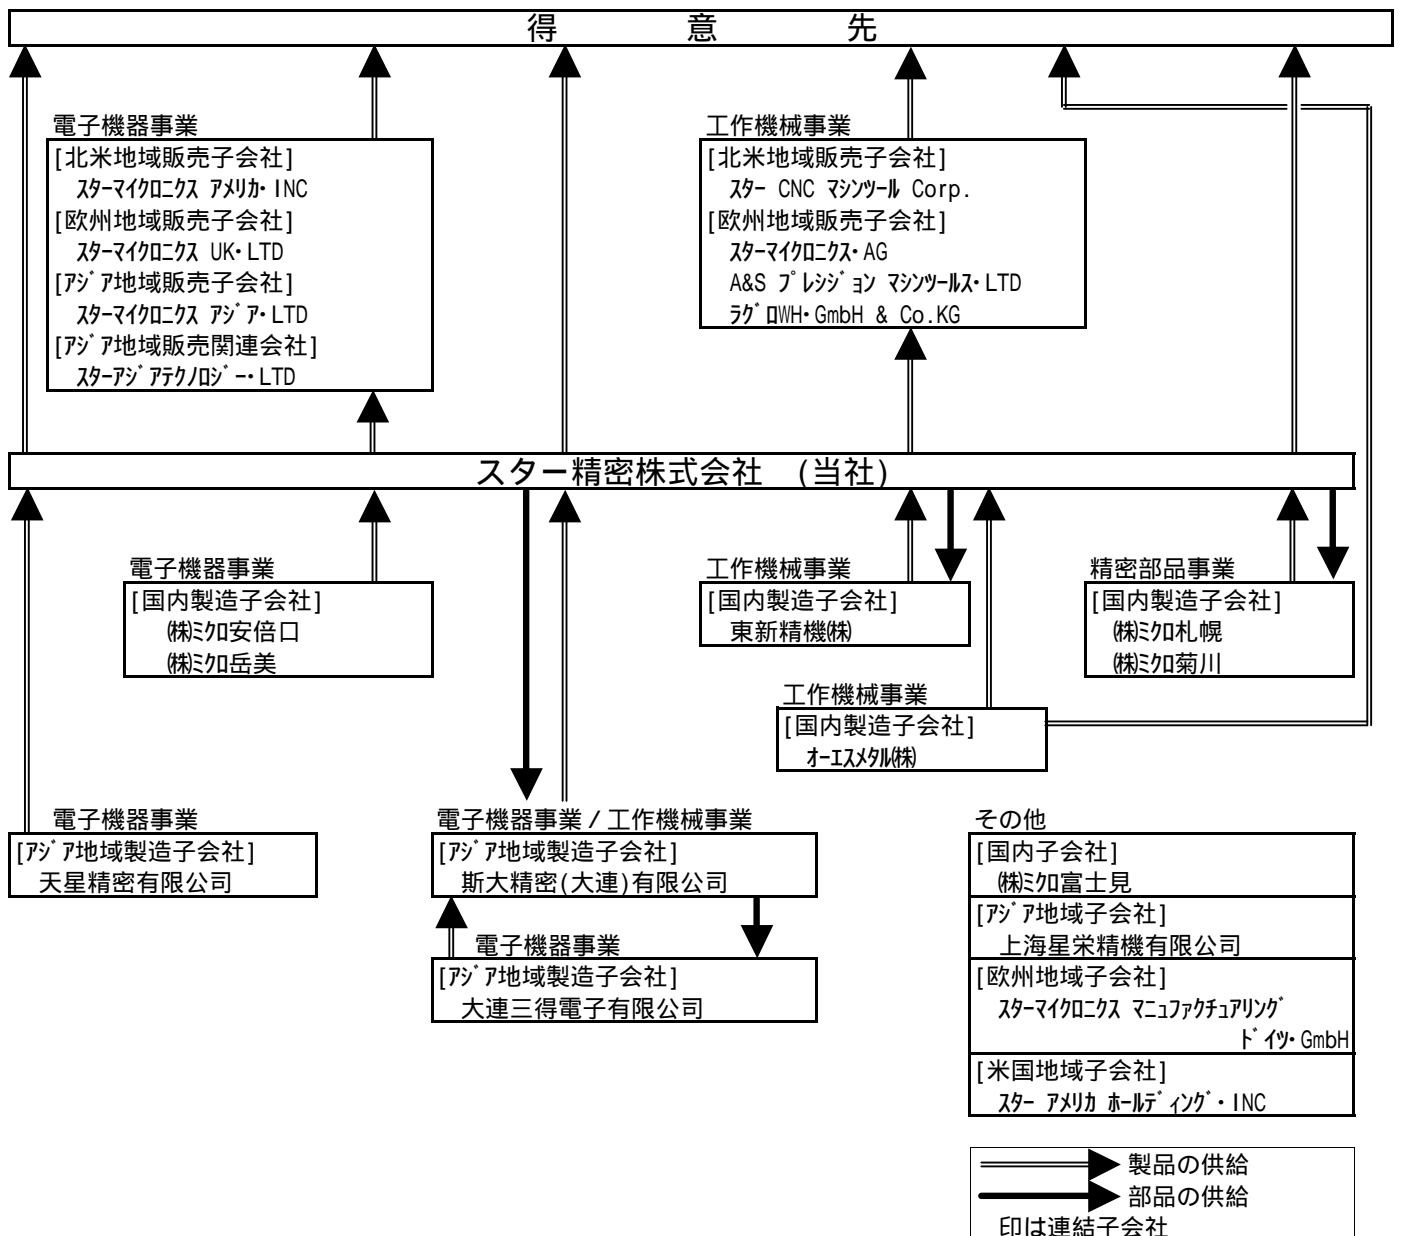 得　意　先
電子機器事業
[北米地域販売子会社]
ｽﾀｰﾏｲｸﾛﾆｸｽ ｱﾒﾘｶ･INC
[欧州地域販売子会社]
ｽﾀｰﾏｲｸﾛﾆｸｽ UK･LTD
[ｱｼﾞｱ地域販売子会社]
ｽﾀｰﾏｲｸﾛﾆｸｽ ｱｼﾞｱ･LTD
[ｱｼﾞｱ地域販売関連会社]
ｽﾀｰｱｼﾞｱﾃｸﾉﾛｼﾞｰ･LTD
工作機械事業
[北米地域販売子会社]
ｽﾀｰ CNC ﾏｼﾝﾂｰﾙ Corp.
[欧州地域販売子会社]
ｽﾀｰﾏｲｸﾛﾆｸｽ･AG
A&S ﾌﾟﾚｼｼﾞｮﾝ ﾏｼﾝﾂｰﾙｽ･LTD
ﾗｸﾞﾛWH･GmbH & Co.KG
スター精密株式会社　(当社)
電子機器事業
[国内製造子会社]
㈱ﾐｸﾛ安倍口
㈱ﾐｸﾛ岳美
工作機械事業
[国内製造子会社]
東新精機㈱
精密部品事業
[国内製造子会社]
㈱ﾐｸﾛ札幌
㈱ﾐｸﾛ菊川
工作機械事業
[国内製造子会社]
ｵｰｴｽﾒﾀﾙ㈱
電子機器事業
[ｱｼﾞｱ地域製造子会社]
天星精密有限公司
電子機器事業 / 工作機械事業
[ｱｼﾞｱ地域製造子会社]
斯大精密(大連)有限公司
電子機器事業
[ｱｼﾞｱ地域製造子会社]
大連三得電子有限公司
その他
[国内子会社]
㈱ﾐｸﾛ富士見
[ｱｼﾞｱ地域子会社]
上海星栄精機有限公司
[欧州地域子会社]
ｽﾀｰﾏｲｸﾛﾆｸｽ ﾏﾆｭﾌｧｸﾁｭｱﾘﾝｸﾞ
ﾄﾞｲﾂ･GmbH
[米国地域子会社]
ｽﾀｰ ｱﾒﾘｶ ﾎｰﾙﾃﾞｨﾝｸﾞ･INC
製品の供給
部品の供給
印は連結子会社